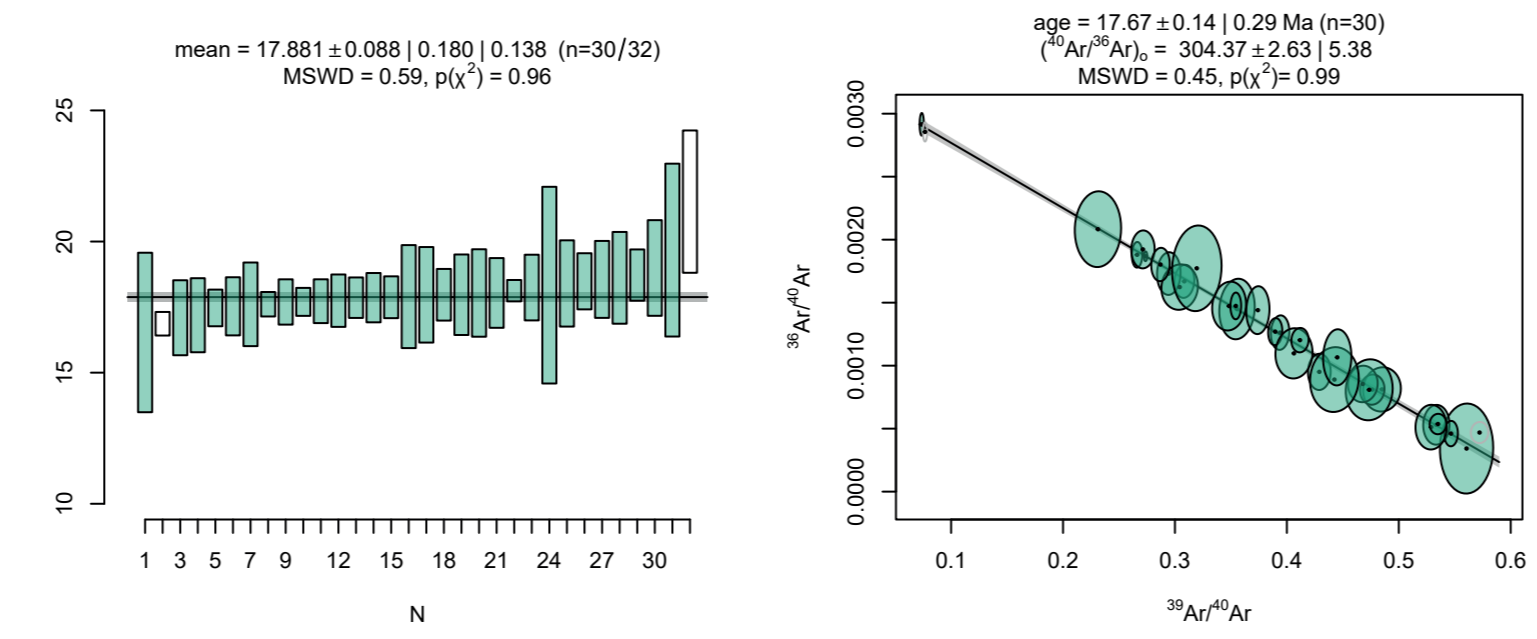 mean = 17.881 ± 0.088 | 0.180 | 0.138 (n=30/32)
MSWD = 0.59, p(χ²) = 0.96
25
20
15
10
1 3 5 7 9 12 15 18 21 24 27 30
N
age = 17.67 ± 0.14 | 0.29 Ma (n=30)
(⁴⁰Ar/³⁶Ar)ₒ = 304.37 ± 2.63 | 5.38
MSWD = 0.45, p(χ²)= 0.99
0.0030
0.0020
0.0010
0.0000
³⁶Ar/⁴⁰Ar
0.1 0.2 0.3 0.4 0.5 0.6
³⁹Ar/⁴⁰Ar